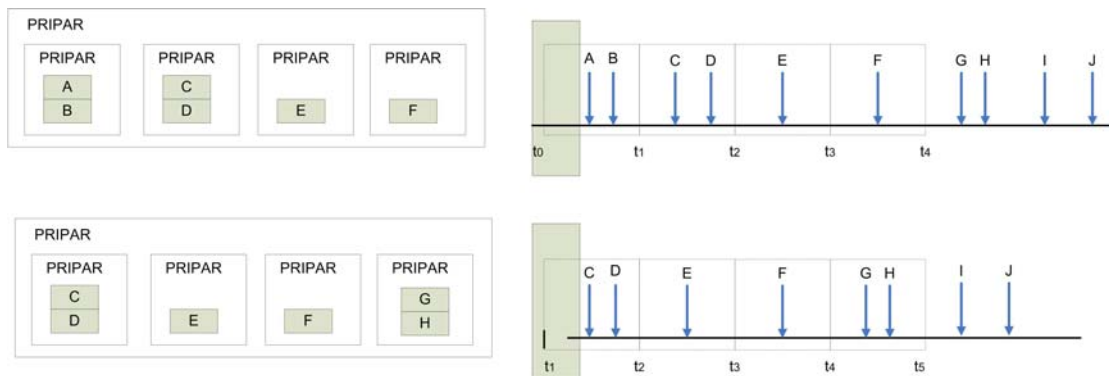 PRIPAR
PRIPAR PRIPAR PRIPAR PRIPAR
A C
B D E F
A B C D E F G H I J
t0 t1 t2 t3 t4
PRIPAR
PRIPAR PRIPAR PRIPAR PRIPAR
C G
D E F H
C D E F G H I J
t1 t2 t3 t4 t5